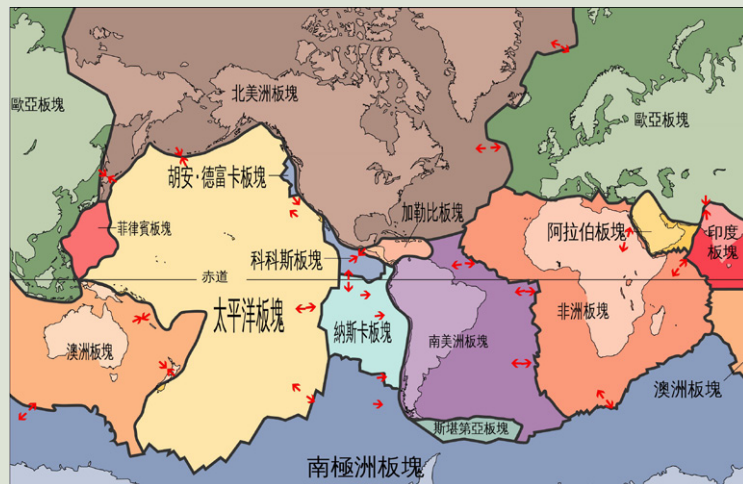 北美洲板塊
歐亞板塊
歐亞板塊
胡安·德富卡板塊
加勒比板塊
菲律賓板塊
阿拉伯板塊
印度
板塊
科科斯板塊
赤道
太平洋板塊
納斯卡板塊
南美洲板塊
非洲板塊
澳洲板塊
澳洲板塊
斯堪第亞板塊
南極洲板塊